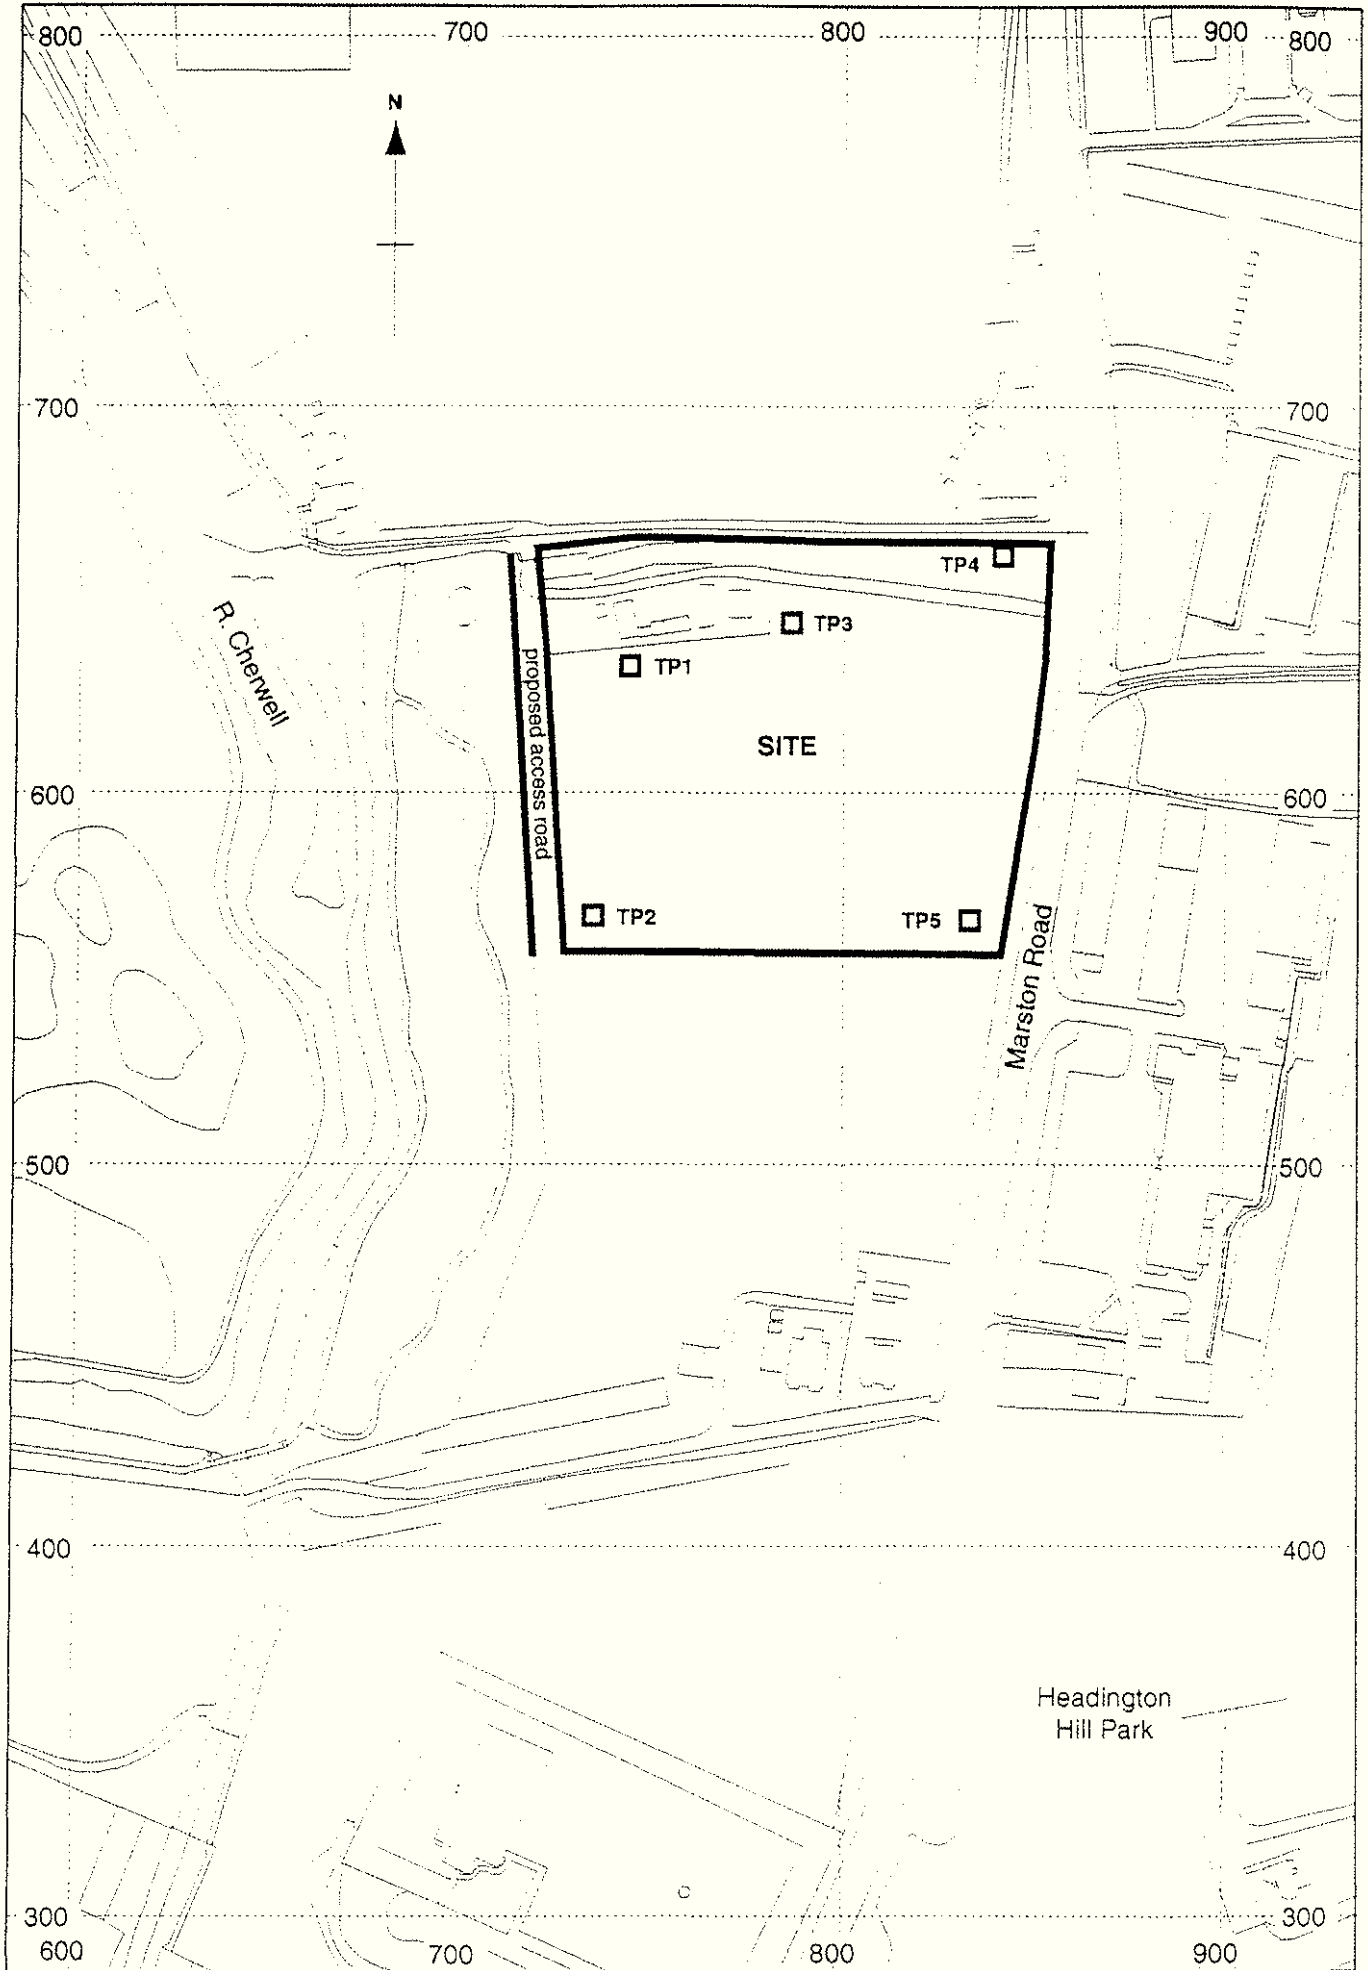 800 700 800 900 800
N
700 700
TP4
TP3
TP1
R. Cherwell
proposed access road
SITE
600 600
TP2 TP5
Marston Road
500 500
400 400
Headington
Hill Park
300 300
600 700 800 900